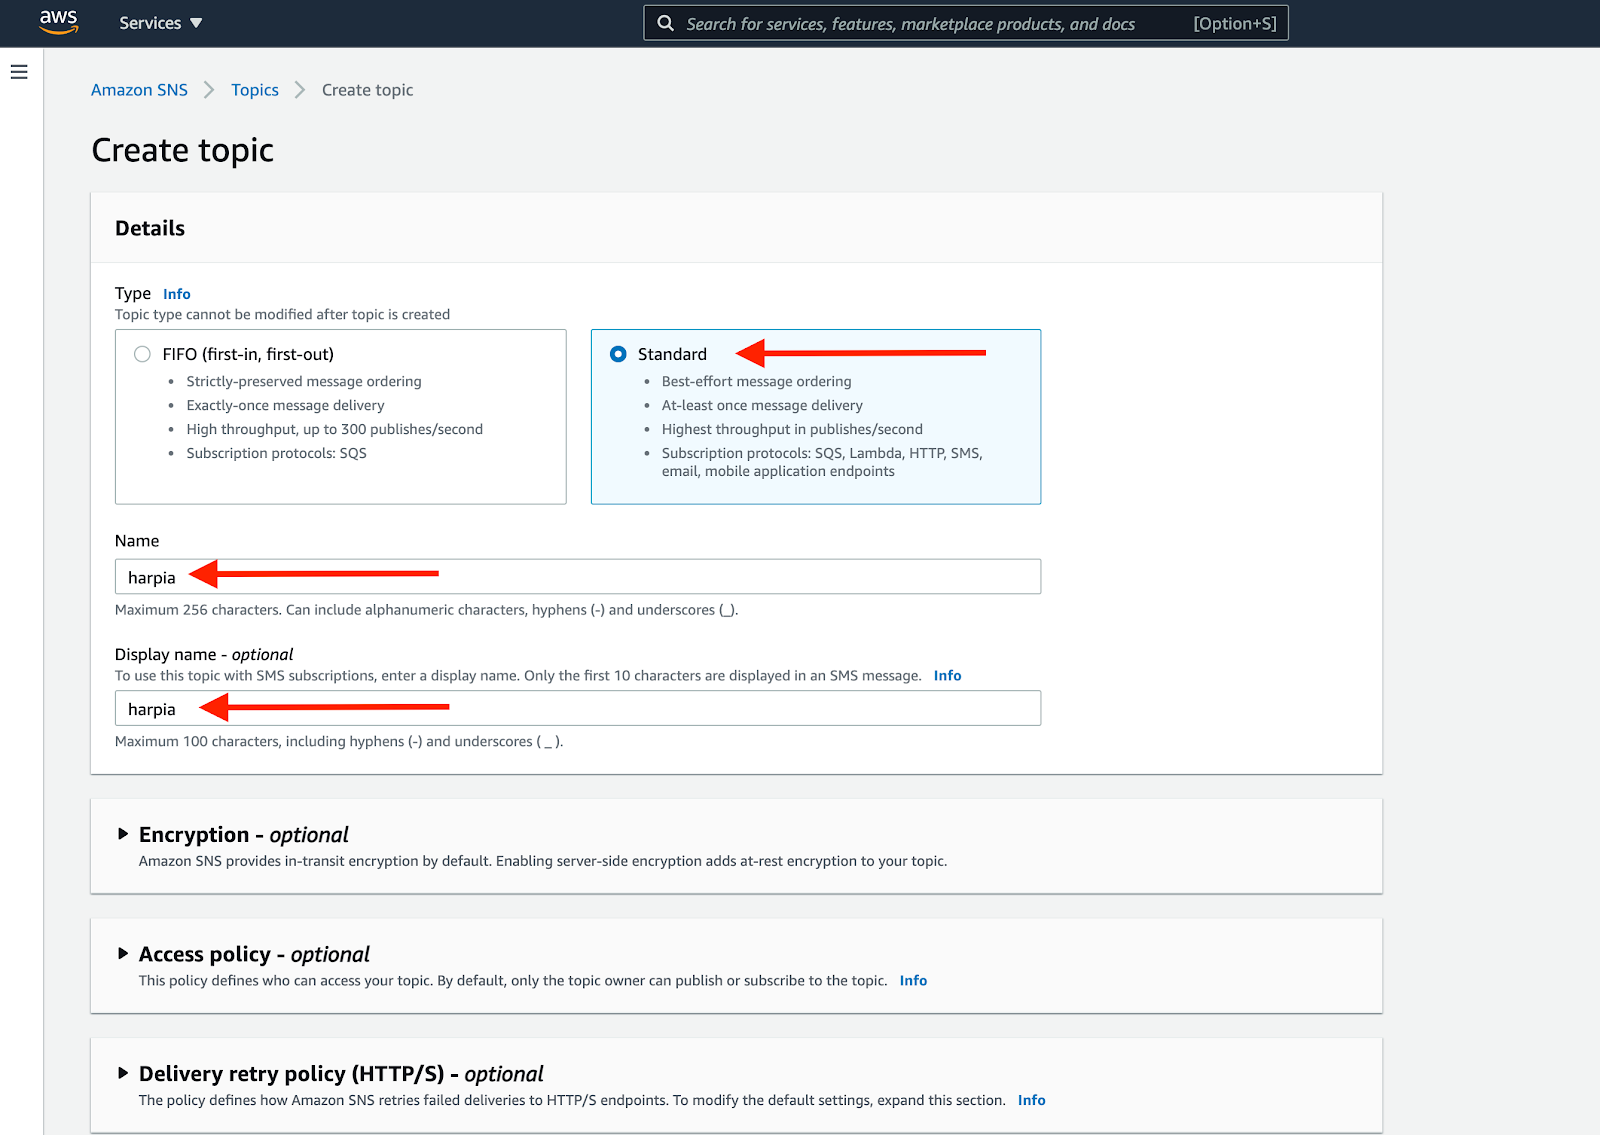 aws Services Search for services, features, marketplace products, and docs [Option+S]
Amazon SNS Topics Create topic
Create topic
Details
Type Info
Topic type cannot be modified after topic is created
FIFO (first-in, first-out)
• Strictly-preserved message ordering
• Exactly-once message delivery
• High throughput, up to 300 publishes/second
• Subscription protocols: SQS
Standard
• Best-effort message ordering
• At-least once message delivery
• Highest throughput in publishes/second
• Subscription protocols: SQS, Lambda, HTTP, SMS,
email, mobile application endpoints
Name
harpia
Maximum 256 characters. Can include alphanumeric characters, hyphens (-) and underscores (_).
Display name - optional
To use this topic with SMS subscriptions, enter a display name. Only the first 10 characters are displayed in an SMS message. Info
harpia
Maximum 100 characters, including hyphens (-) and underscores ( _ ).
Encryption - optional
Amazon SNS provides in-transit encryption by default. Enabling server-side encryption adds at-rest encryption to your topic.
Access policy - optional
This policy defines who can access your topic. By default, only the topic owner can publish or subscribe to the topic. Info
Delivery retry policy (HTTP/S) - optional
The policy defines how Amazon SNS retries failed deliveries to HTTP/S endpoints. To modify the default settings, expand this section. Info